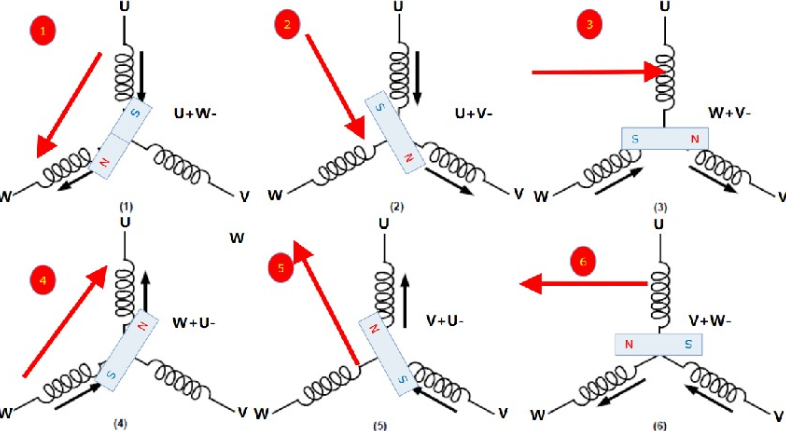 U
1
S
N
U+W-
W
V
(1)
U
2
S
N
U+V-
W
V
(2)
U
3
S
N
W+V-
W
V
(3)
U
4
N
S
W+U-
W
V
(4)
W
U
5
N
S
V+U-
W
V
(5)
U
6
N
S
V+W-
W
V
(6)